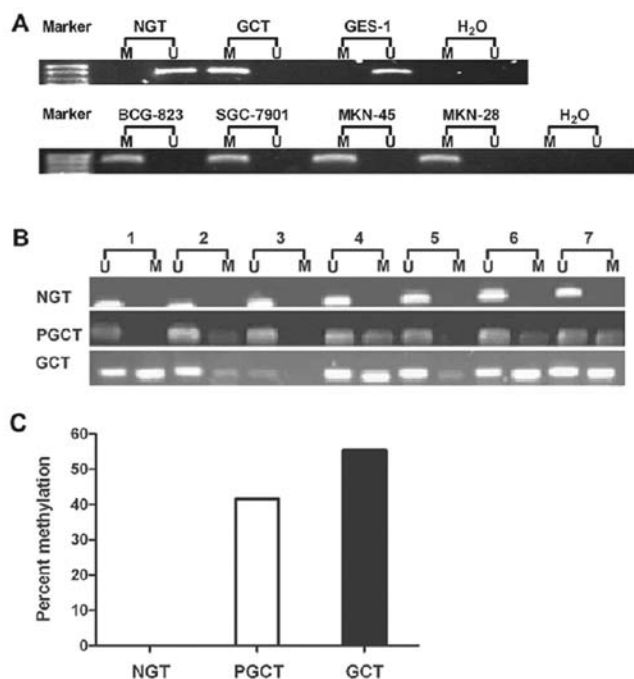 A
Marker NGT GCT GES-1 H₂O
M U M U M U M U
Marker BCG-823 SGC-7901 MKN-45 MKN-28 H₂O
M U M U M U M U M U
B
1 2 3 4 5 6 7
U M U M U M U M U M U M U M
NGT
PGCT
GCT
C
Percent methylation
60
50
40
30
20
10
0
NGT PGCT GCT